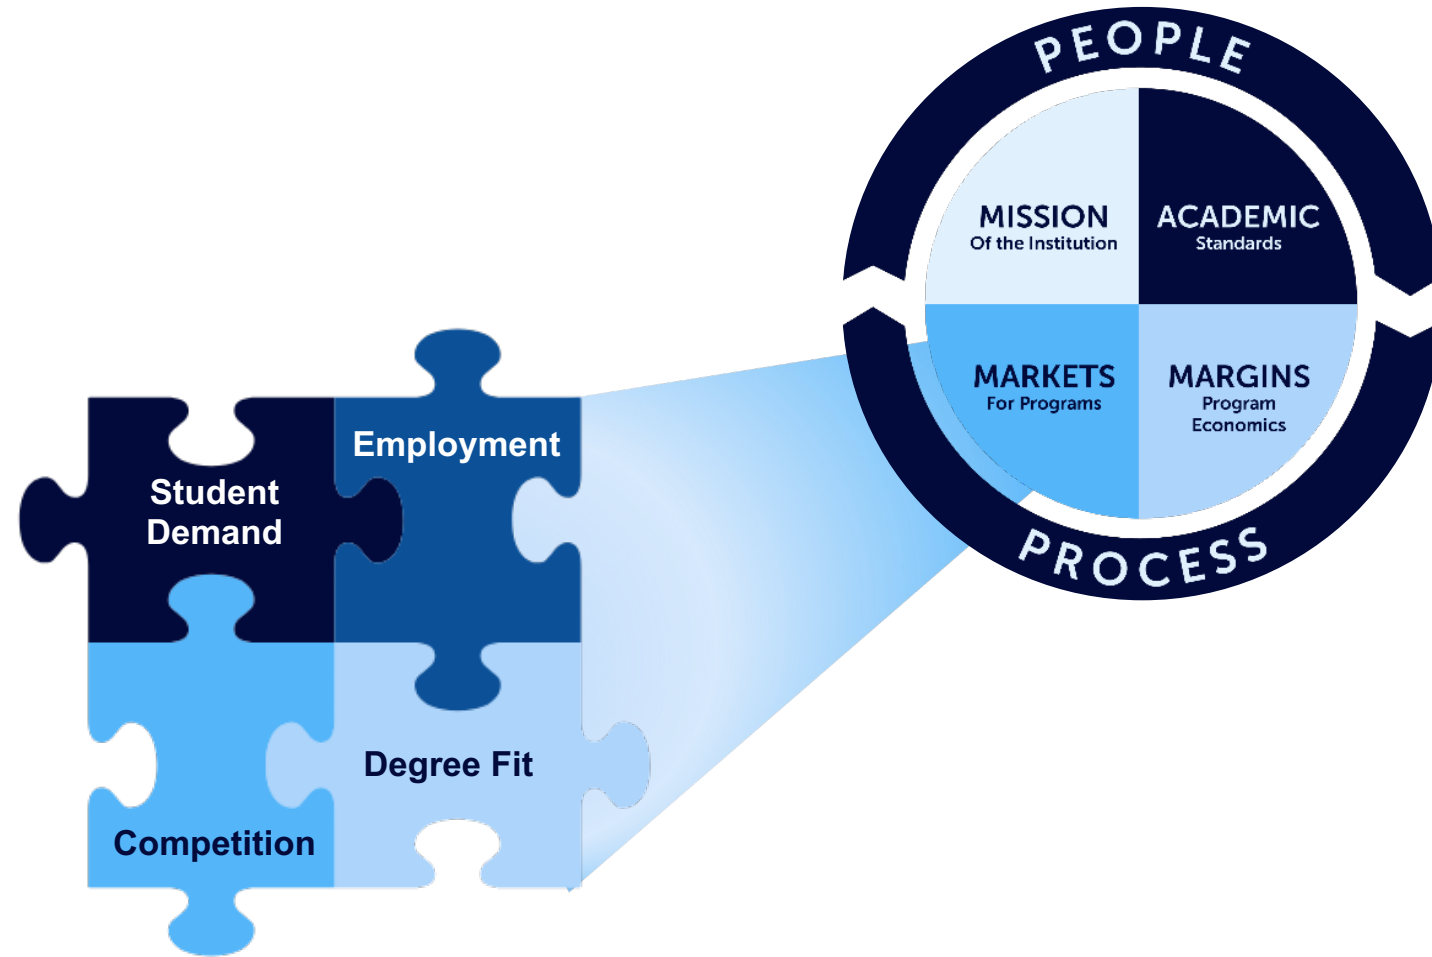 PEOPLE
MISSION
Of the Institution
ACADEMIC
Standards
MARKETS
For Programs
MARGINS
Program
Economics
PROCESS
Employment
Student
Demand
Degree Fit
Competition